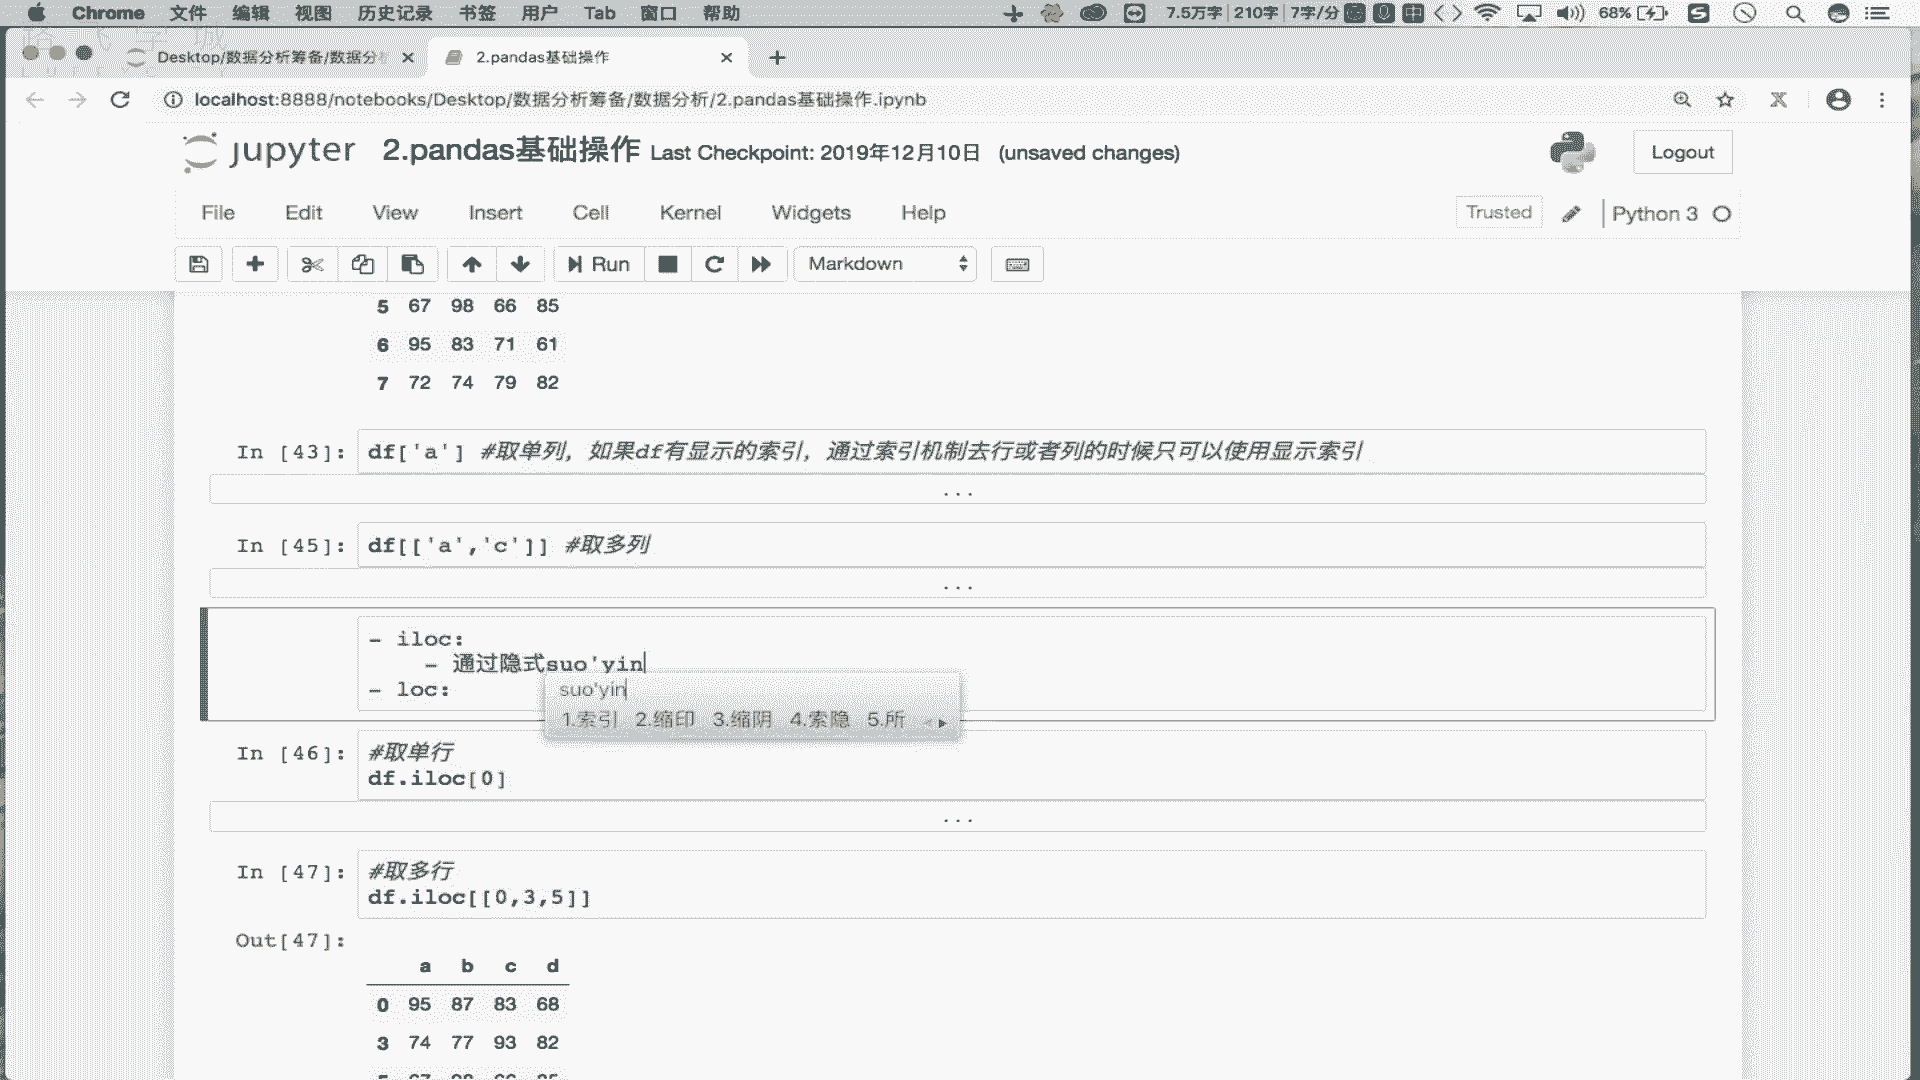 Chrome 文件 编辑 视图 历史记录 书签 用户 Tab 窗口 帮助 7.5万字 210字 7字/分 中 68%
Desktop/数据分析筹备/数据分 2.pandas基础操作
localhost:8888/notebooks/Desktop/数据分析筹备/数据分析/2.pandas基础操作.ipynb
jupyter 2.pandas基础操作 Last Checkpoint: 2019年12月10日 (unsaved changes) Logout
File Edit View Insert Cell Kernel Widgets Help Trusted Python 3
Run Markdown
5 67 98 66 85
6 95 83 71 61
7 72 74 79 82
In [43]: df['a'] #取单列，如果df有显示的索引，通过索引机制去行或者列的时候只可以使用显示索引
...
In [45]: df[['a','c']] #取多列
...
- iloc:
- 通过隐式suo'yin
- loc:
suo'yin
1.索引 2.缩印 3.缩阴 4.索隐 5.所
In [46]: #取单行
df.iloc[0]
...
In [47]: #取多行
df.iloc[[0,3,5]]
Out[47]:
a b c d
0 95 87 83 68
3 74 77 93 82